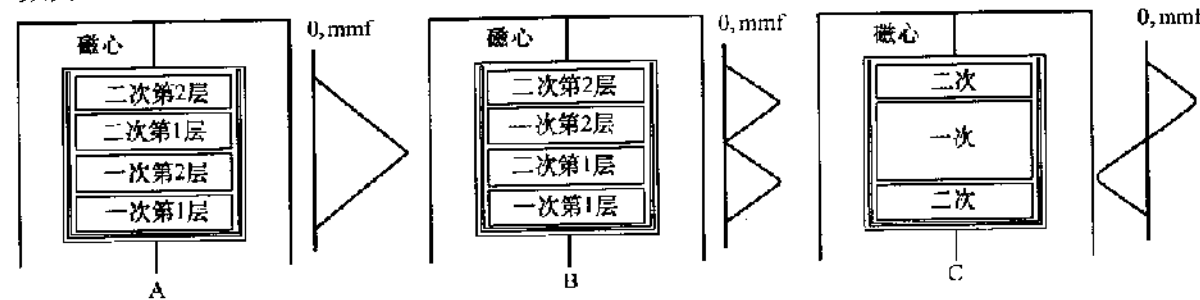 磁心
二次第2层
二次第1层
一次第2层
一次第1层
0,mmf
A
磁心
二次第2层
一次第2层
二次第1层
一次第1层
0,mmf
B
磁心
二次
一次
二次
0,mmf
C